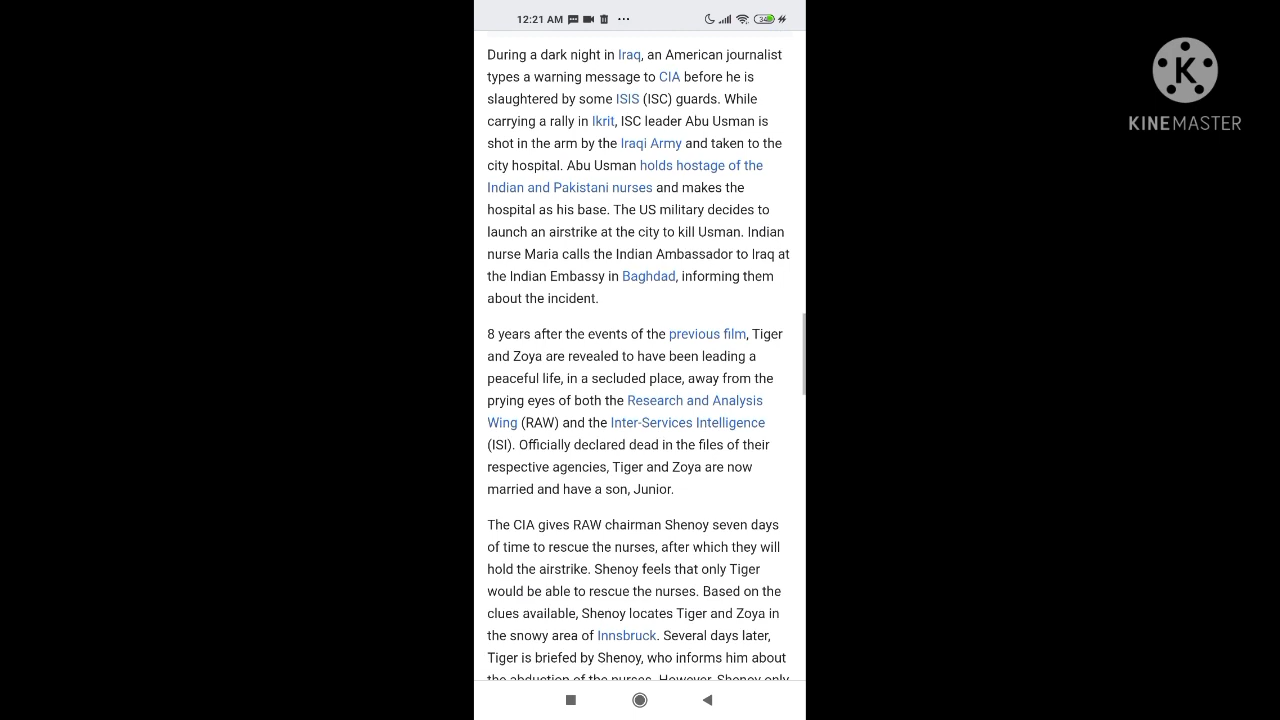 12:21 AM
34
During a dark night in Iraq, an American journalist
types a warning message to CIA before he is
slaughtered by some ISIS (ISC) guards. While
carrying a rally in Ikrit, ISC leader Abu Usman is
shot in the arm by the Iraqi Army and taken to the
city hospital. Abu Usman holds hostage of the
Indian and Pakistani nurses and makes the
hospital as his base. The US military decides to
launch an airstrike at the city to kill Usman. Indian
nurse Maria calls the Indian Ambassador to Iraq at
the Indian Embassy in Baghdad, informing them
about the incident.
8 years after the events of the previous film, Tiger
and Zoya are revealed to have been leading a
peaceful life, in a secluded place, away from the
prying eyes of both the Research and Analysis
Wing (RAW) and the Inter-Services Intelligence
(ISI). Officially declared dead in the files of their
respective agencies, Tiger and Zoya are now
married and have a son, Junior.
The CIA gives RAW chairman Shenoy seven days
of time to rescue the nurses, after which they will
hold the airstrike. Shenoy feels that only Tiger
would be able to rescue the nurses. Based on the
clues available, Shenoy locates Tiger and Zoya in
the snowy area of Innsbruck. Several days later,
Tiger is briefed by Shenoy, who informs him about
the abduction of the nurses. However, Shenoy only
K
KINEMASTER